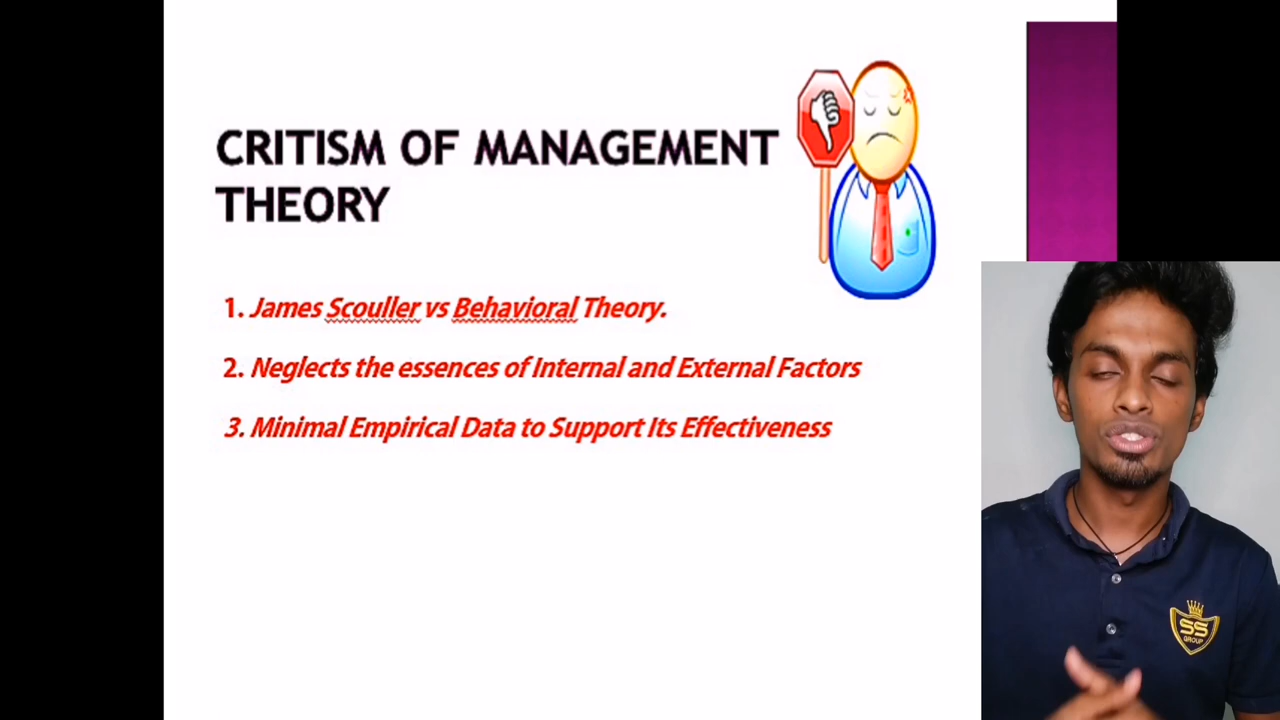 CRITISM OF MANAGEMENT
THEORY
1. James Scouller vs Behavioral Theory.
2. Neglects the essences of Internal and External Factors
3. Minimal Empirical Data to Support Its Effectiveness
SS
GROUP